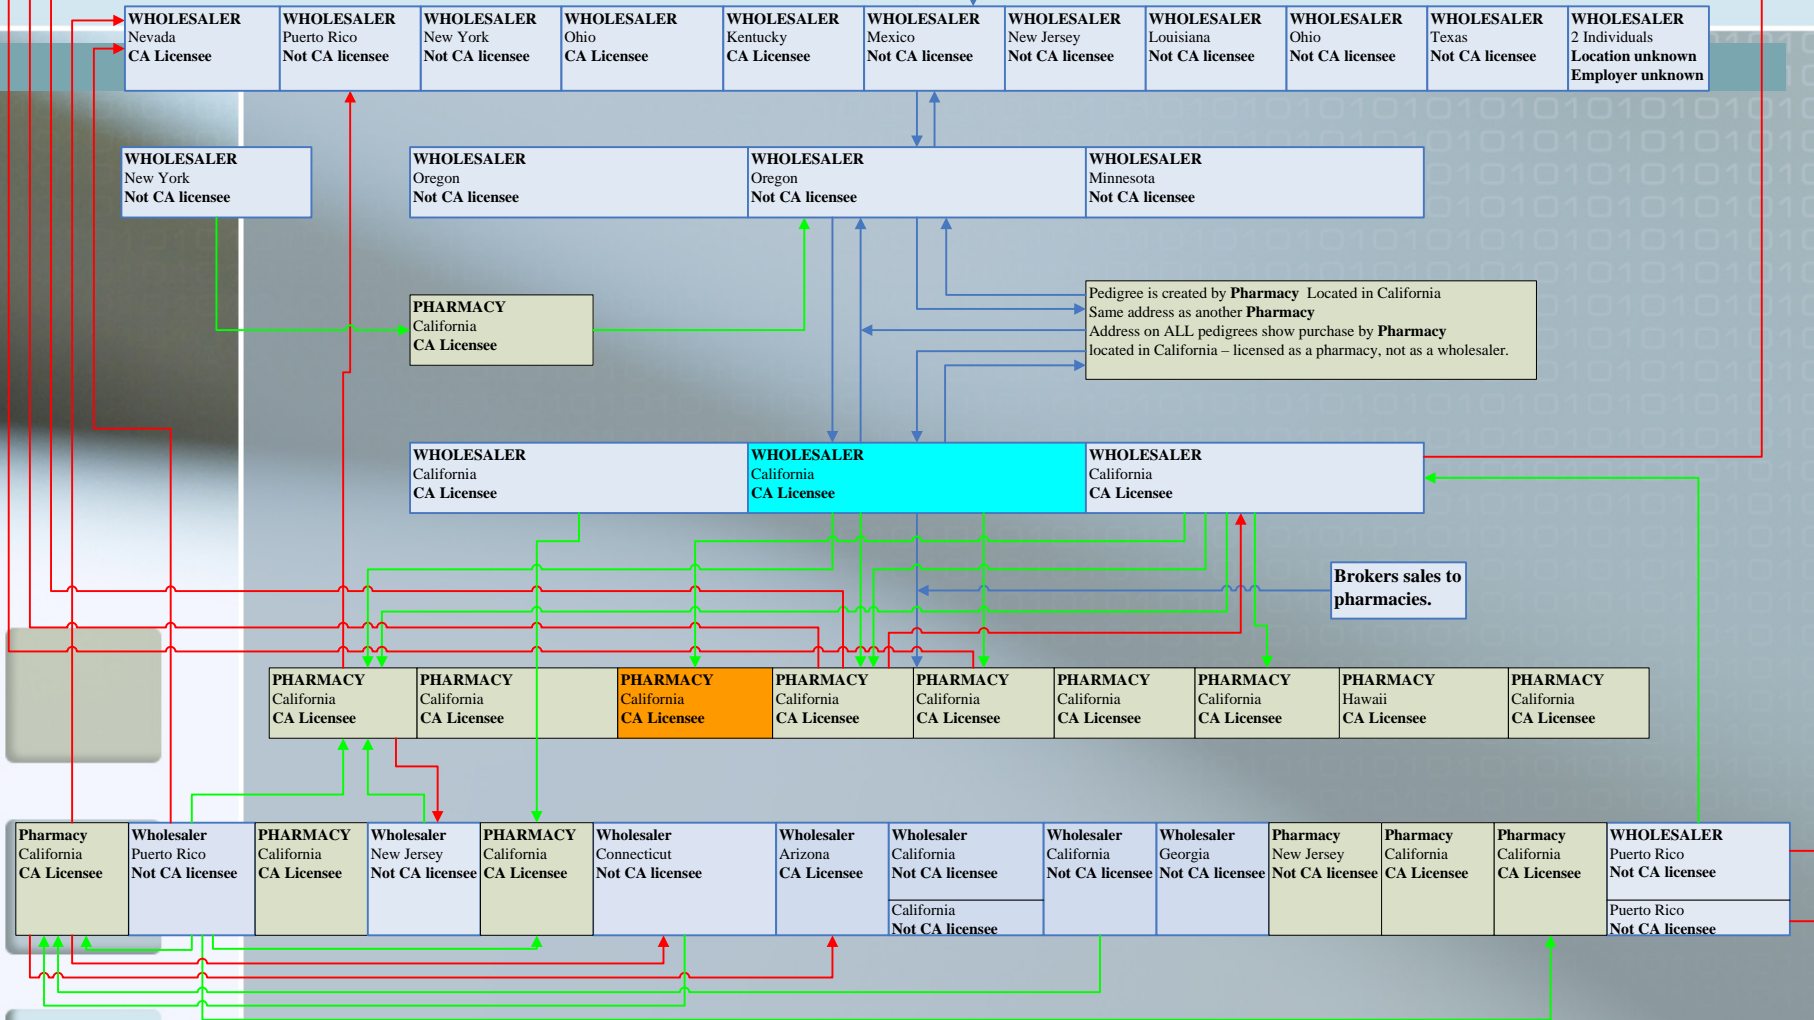 WHOLESALER
Nevada
CA Licensee
WHOLESALER
Puerto Rico
Not CA licensee
WHOLESALER
New York
Not CA licensee
WHOLESALER
Ohio
CA Licensee
WHOLESALER
Kentucky
CA Licensee
WHOLESALER
Mexico
Not CA licensee
WHOLESALER
New Jersey
Not CA licensee
WHOLESALER
Louisiana
Not CA licensee
WHOLESALER
Ohio
Not CA licensee
WHOLESALER
Texas
Not CA licensee
WHOLESALER
2 Individuals
Location unknown
Employer unknown
WHOLESALER
New York
Not CA licensee
WHOLESALER
Oregon
Not CA licensee
WHOLESALER
Oregon
Not CA licensee
WHOLESALER
Minnesota
Not CA licensee
PHARMACY
California
CA Licensee
Pedigree is created by Pharmacy Located in California
Same address as another Pharmacy
Address on ALL pedigrees show purchase by Pharmacy
located in California – licensed as a pharmacy, not as a wholesaler.
WHOLESALER
California
CA Licensee
WHOLESALER
California
CA Licensee
WHOLESALER
California
CA Licensee
Brokers sales to
pharmacies.
PHARMACY
California
CA Licensee
PHARMACY
California
CA Licensee
PHARMACY
California
CA Licensee
PHARMACY
California
CA Licensee
PHARMACY
California
CA Licensee
PHARMACY
California
CA Licensee
PHARMACY
California
CA Licensee
PHARMACY
Hawaii
CA Licensee
PHARMACY
California
CA Licensee
Pharmacy
California
CA Licensee
Wholesaler
Puerto Rico
Not CA licensee
PHARMACY
California
CA Licensee
Wholesaler
New Jersey
Not CA licensee
PHARMACY
California
CA Licensee
Wholesaler
Connecticut
Not CA licensee
Wholesaler
Arizona
CA Licensee
Wholesaler
California
Not CA licensee
California
Not CA licensee
Wholesaler
California
Not CA licensee
Wholesaler
Georgia
Not CA licensee
Pharmacy
New Jersey
Not CA licensee
Pharmacy
California
CA Licensee
Pharmacy
California
CA Licensee
WHOLESALER
Puerto Rico
Not CA licensee
Puerto Rico
Not CA licensee